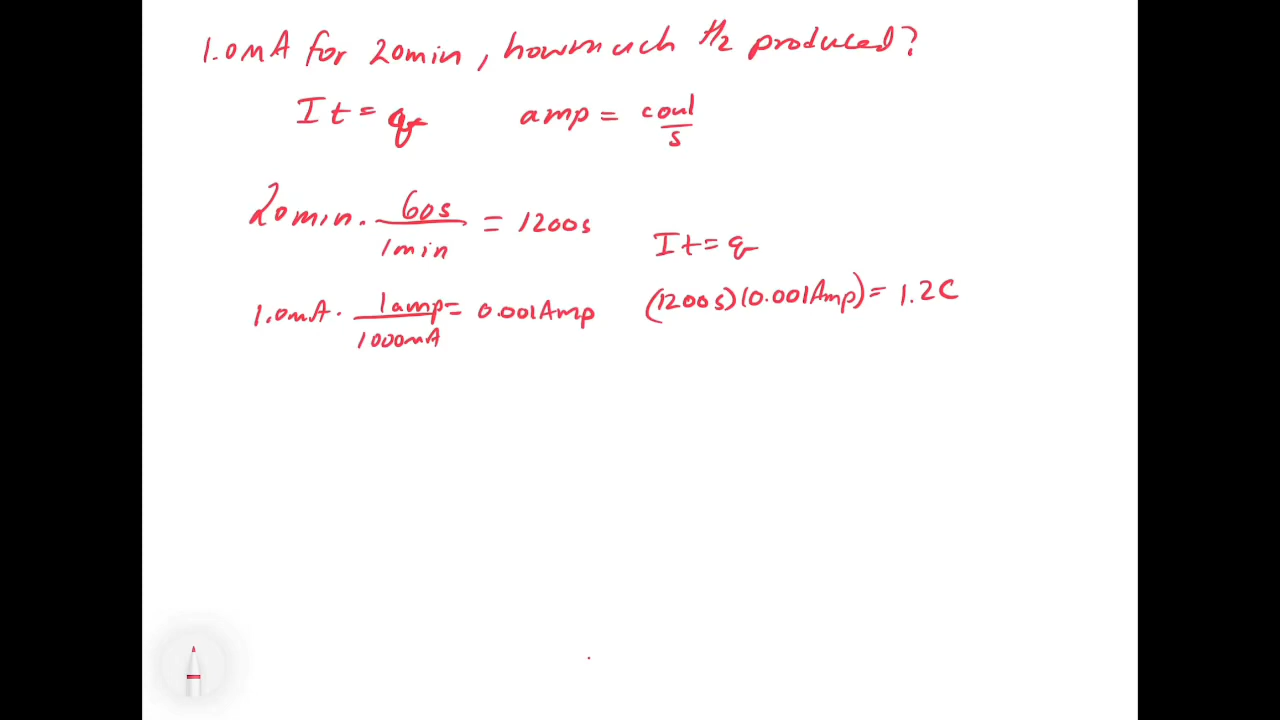 1.0mA for 20min, how much H2 produced?
It = q amp = coul/s
20min. 60s/1min = 1200s
It = q
1.0mA. 1amp/1000mA = 0.001Amp (1200s)(0.001Amp) = 1.2C